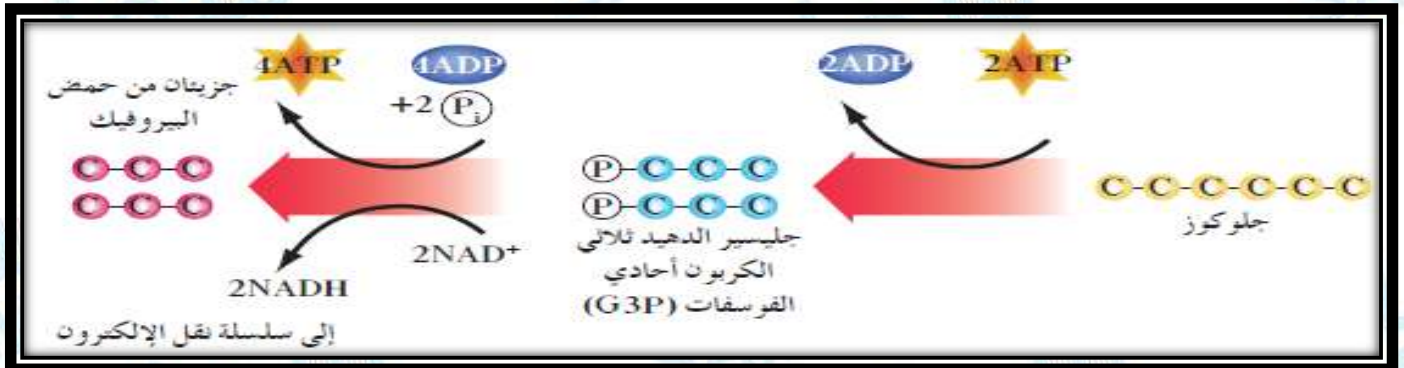 2ATP
2ADP
4ADP
+2 Pi
4ATP
جزيئان من حمض
البيروفيك
C-C-C-C-C-C
جلوكوز
P-C-C-C
P-C-C-C
جليسير الدهيد ثلاثي
الكربون أحادي
الفوسفات (G3P)
C-C-C
C-C-C
2NAD+
2NADH
إلى سلسلة نقل الإلكترون